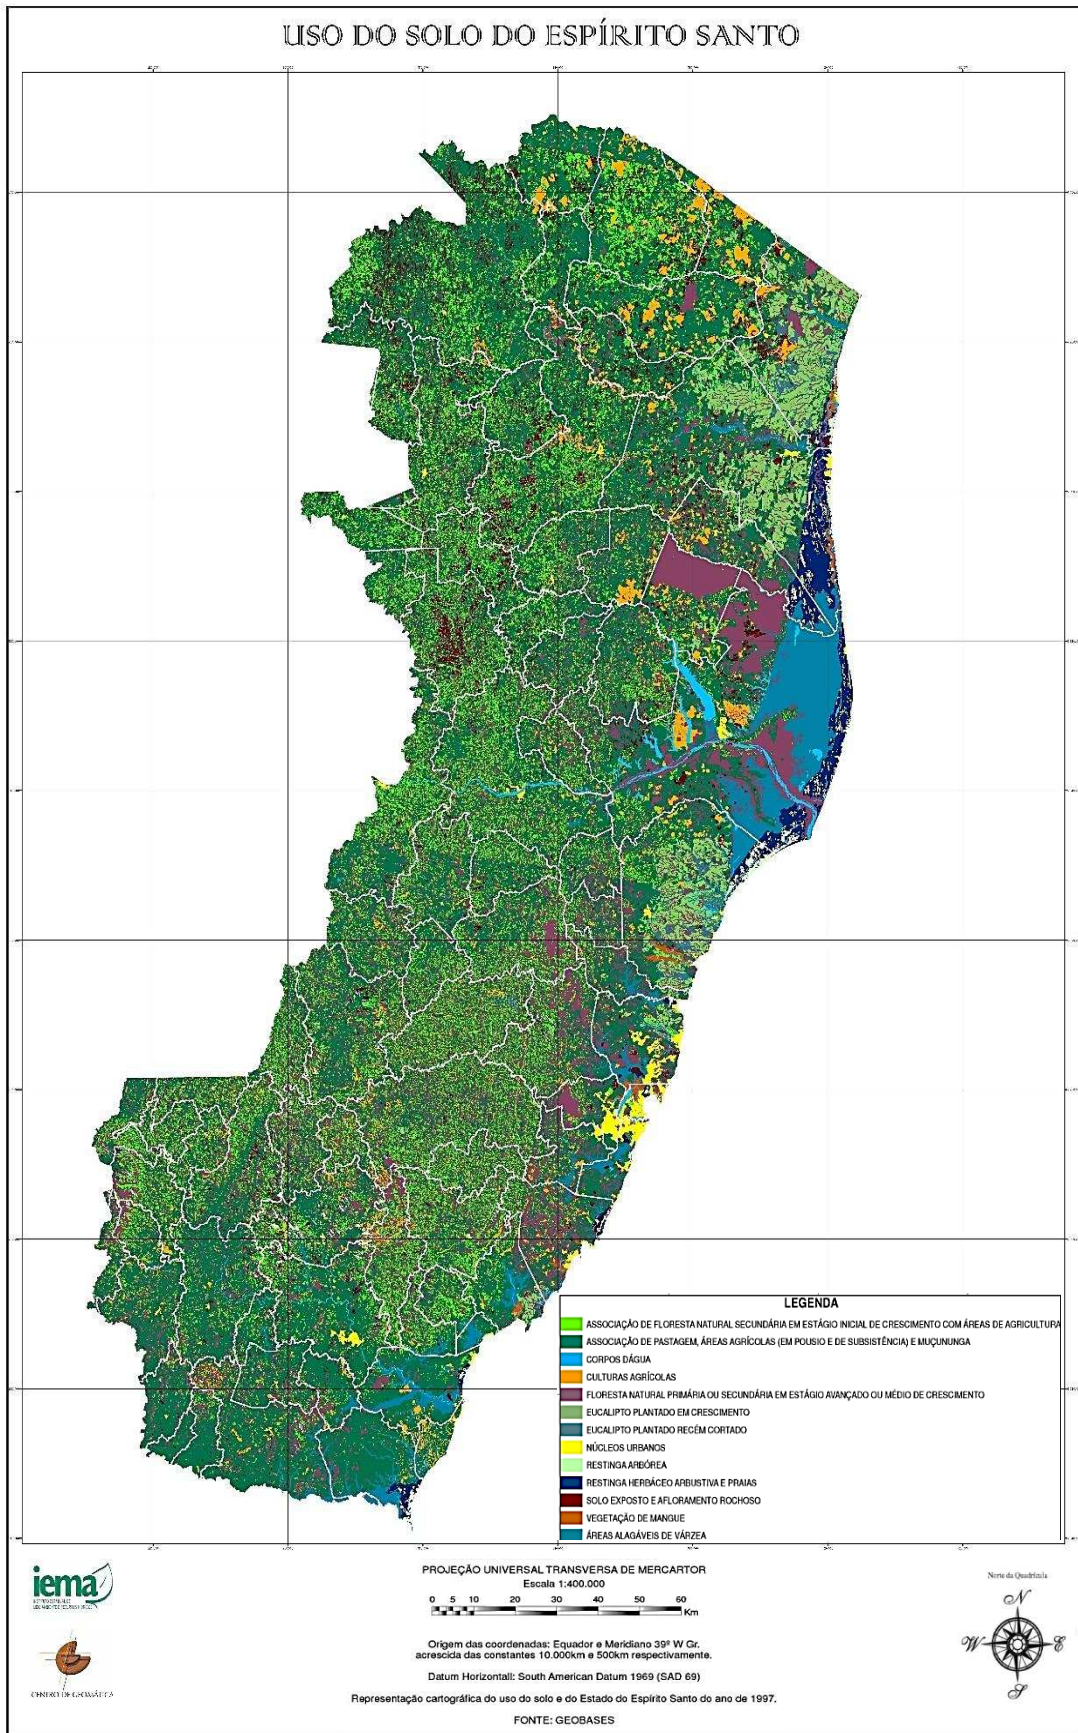 USO DO SOLO DO ESPÍRITO SANTO
LEGENDA
ASSOCIAÇÃO DE FLORESTA NATURAL SECUNDÁRIA EM ESTÁGIO INICIAL DE CRESCIMENTO COM ÁREAS DE AGRICULTURA
ASSOCIAÇÃO DE PASTAGEM, ÁREAS AGRÍCOLAS (EM POUSIO E DE SUBSISTÊNCIA) E MUÇUNUNGA
CORPOS DÁGUA
CULTURAS AGRÍCOLAS
FLORESTA NATURAL PRIMÁRIA OU SECUNDÁRIA EM ESTÁGIO AVANÇADO OU MÉDIO DE CRESCIMENTO
EUCALIPTO PLANTADO EM CRESCIMENTO
EUCALIPTO PLANTADO RECÉM CORTADO
NÚCLEOS URBANOS
RESTINGA ARBÓREA
RESTINGA HERBÁCEO ARBUSTIVA E PRAIAS
SOLO EXPOSTO E AFLORAMENTO ROCHOSO
VEGETAÇÃO DE MANGUE
ÁREAS ALAGÁVEIS DE VÁRZEA
iema
CENTRO DE GEOMÁTICA
PROJEÇÃO UNIVERSAL TRANSVERSA DE MERCARTOR
Escala 1:400.000
0 5 10 20 30 40 50 60
Km
Origem das coordenadas: Equador e Meridiano 39º W Gr.
acrescida das constantes 10.000km e 500km respectivamente.
Datum Horizontall: South American Datum 1969 (SAD 69)
Representação cartográfica do uso do solo e do Estado do Espírito Santo do ano de 1997.
FONTE: GEOBASES
Norte da Quadrícula
N
W E
S